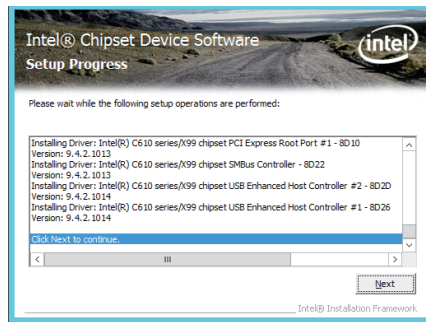 Intel® Chipset Device Software
intel
Setup Progress
Please wait while the following setup operations are performed:
Installing Driver: Intel(R) C610 series/X99 chipset PCI Express Root Port #1 - 8D10
Version: 9.4.2.1013
Installing Driver: Intel(R) C610 series/X99 chipset SMBus Controller - 8D22
Version: 9.4.2.1013
Installing Driver: Intel(R) C610 series/X99 chipset USB Enhanced Host Controller #2 - 8D2D
Version: 9.4.2.1014
Installing Driver: Intel(R) C610 series/X99 chipset USB Enhanced Host Controller #1 - 8D26
Version: 9.4.2.1014
Click Next to continue.
Next
Intel® Installation Framework